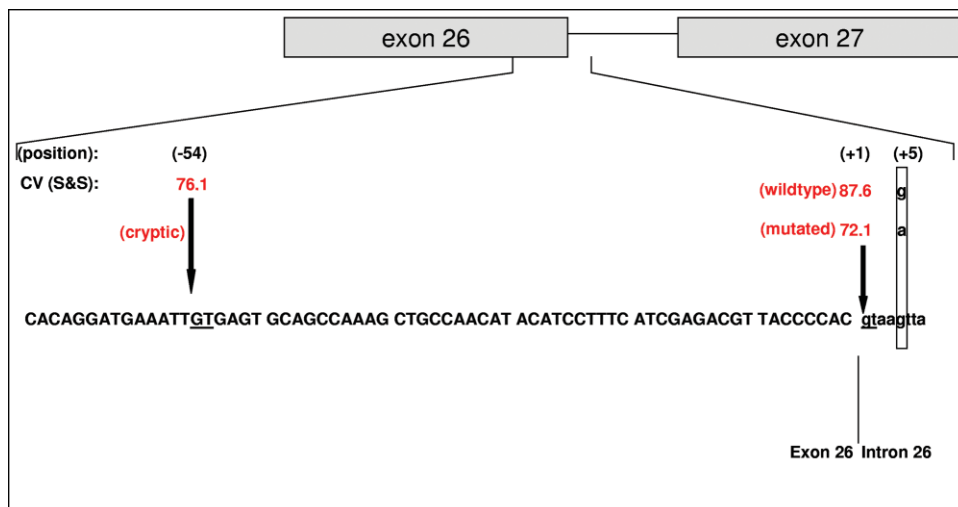 exon 26 exon 27
(position): (-54) (+1) (+5)
CV (S&S): 76.1 (wildtype) 87.6 g
(cryptic) (mutated) 72.1 a
CACAGGATGAAATTGTGAGT GCAGCCAAAG CTGCCAACAT ACATCCTTTC ATCGAGACGT TACCCCAC gtaagtta
Exon 26 Intron 26